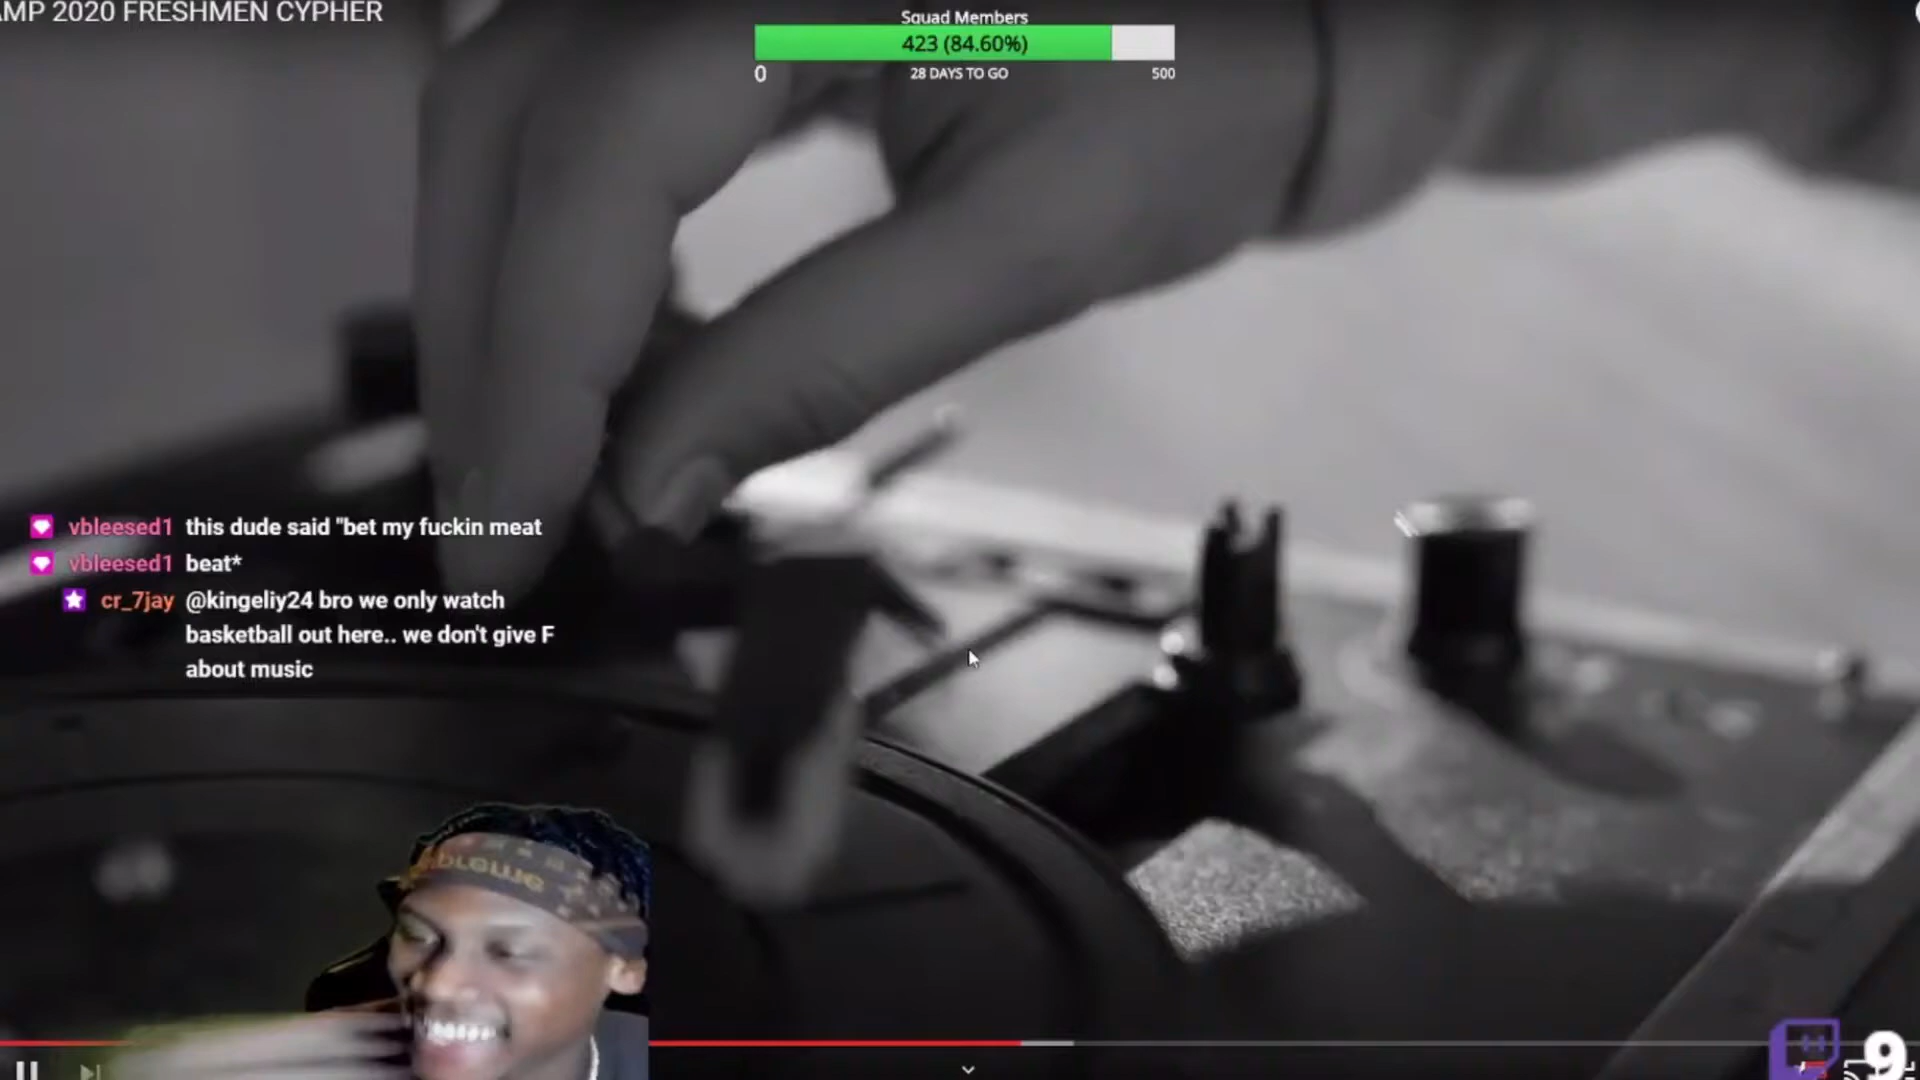 AMP 2020 FRESHMEN CYPHER
Squad Members
423 (84.60%)
0 28 DAYS TO GO 500
vbleesed1 this dude said "bet my fuckin meat
vbleesed1 beat*
cr_7jay @kingeliy24 bro we only watch
basketball out here.. we don't give F
about music
9